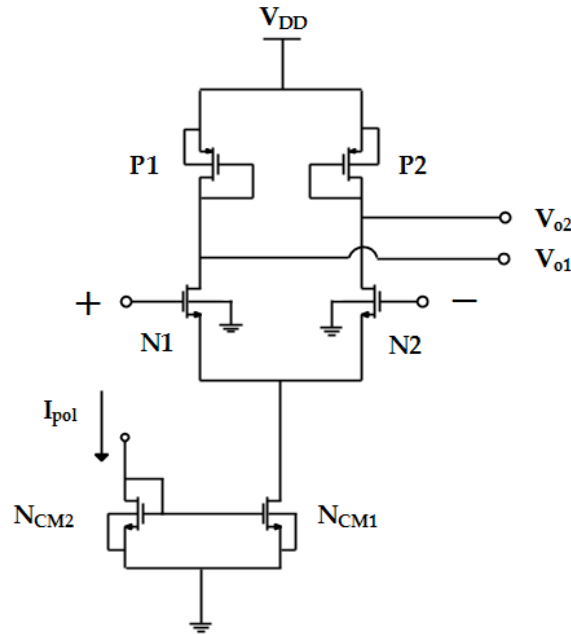 V_DD
P1
P2
V_o2
V_o1
+
−
N1
N2
I_pol
N_CM2
N_CM1